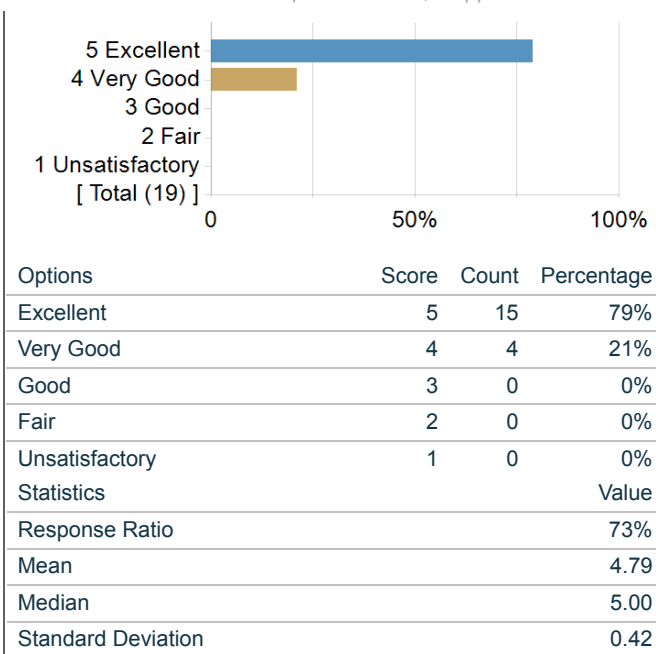 5 Excellent
4 Very Good
3 Good
2 Fair
1 Unsatisfactory
[ Total (19) ]
0 50% 100%
Options Score Count Percentage
Excellent 5 15 79%
Very Good 4 4 21%
Good 3 0 0%
Fair 2 0 0%
Unsatisfactory 1 0 0%
Statistics Value
Response Ratio 73%
Mean 4.79
Median 5.00
Standard Deviation 0.42